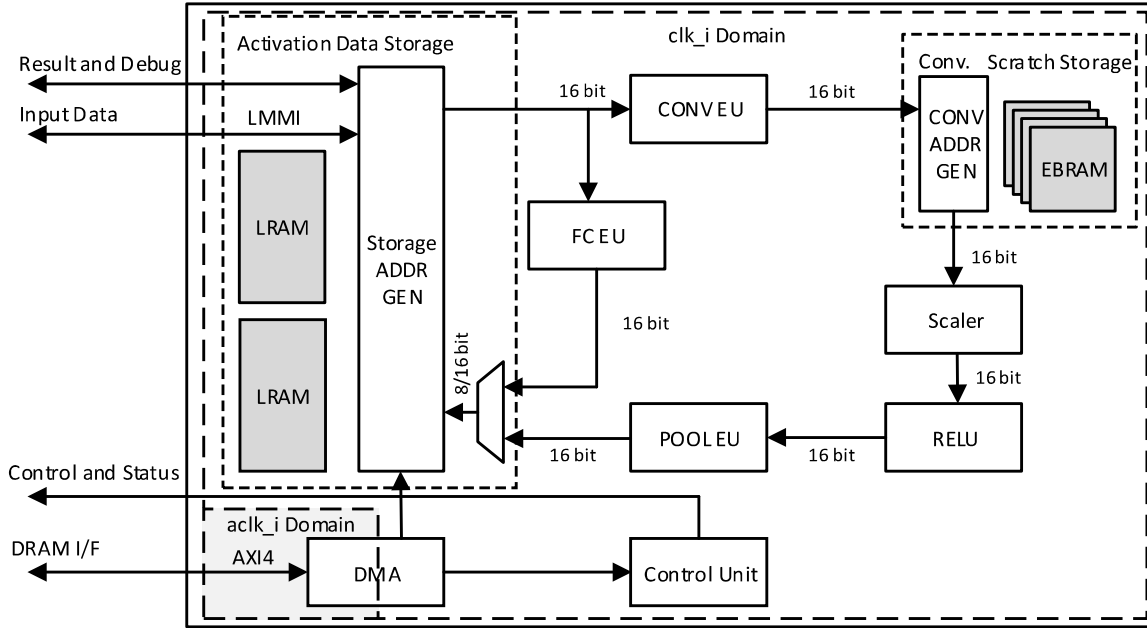 clk_i Domain
Activation Data Storage
Result and Debug
Input Data
LMMI
LRAM
LRAM
Storage
ADDR
GEN
8/16 bit
16 bit
CONV EU
16 bit
Conv.
Scratch Storage
CONV
ADDR
GEN
EBRAM
FC EU
16 bit
16 bit
Scaler
16 bit
RELU
16 bit
POOL EU
16 bit
Control and Status
aclk_i Domain
DRAM I/F
AXI4
DMA
Control Unit